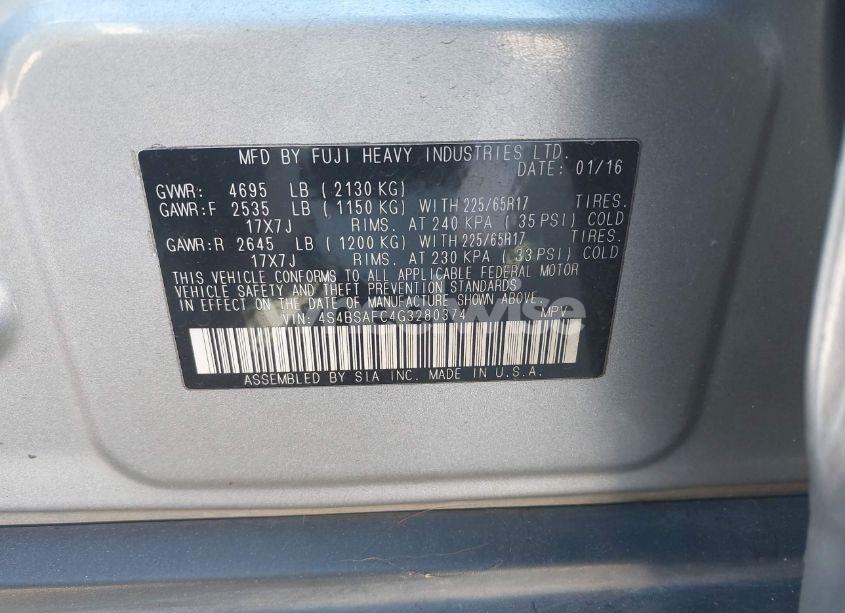 MFD BY FUJI HEAVY INDUSTRIES LTD.
DATE: 01/16
GVWR: 4695 LB ( 2130 KG)
GAWR:F 2535 LB ( 1150 KG) WITH 225/65R17 TIRES.
17X7J RIMS. AT 240 KPA ( 35 PSI) COLD
GAWR:R 2645 LB ( 1200 KG) WITH 225/65R17 TIRES.
17X7J RIMS. AT 230 KPA ( 33 PSI) COLD
THIS VEHICLE CONFORMS TO ALL APPLICABLE FEDERAL MOTOR
VEHICLE SAFETY AND THEFT PREVENTION STANDARDS
IN EFFECT ON THE DATE OF MANUFACTURE SHOWN ABOVE.
VIN: 4S4BSAFC4G3280374 MPV
ASSEMBLED BY SIA INC. MADE IN U.S.A.